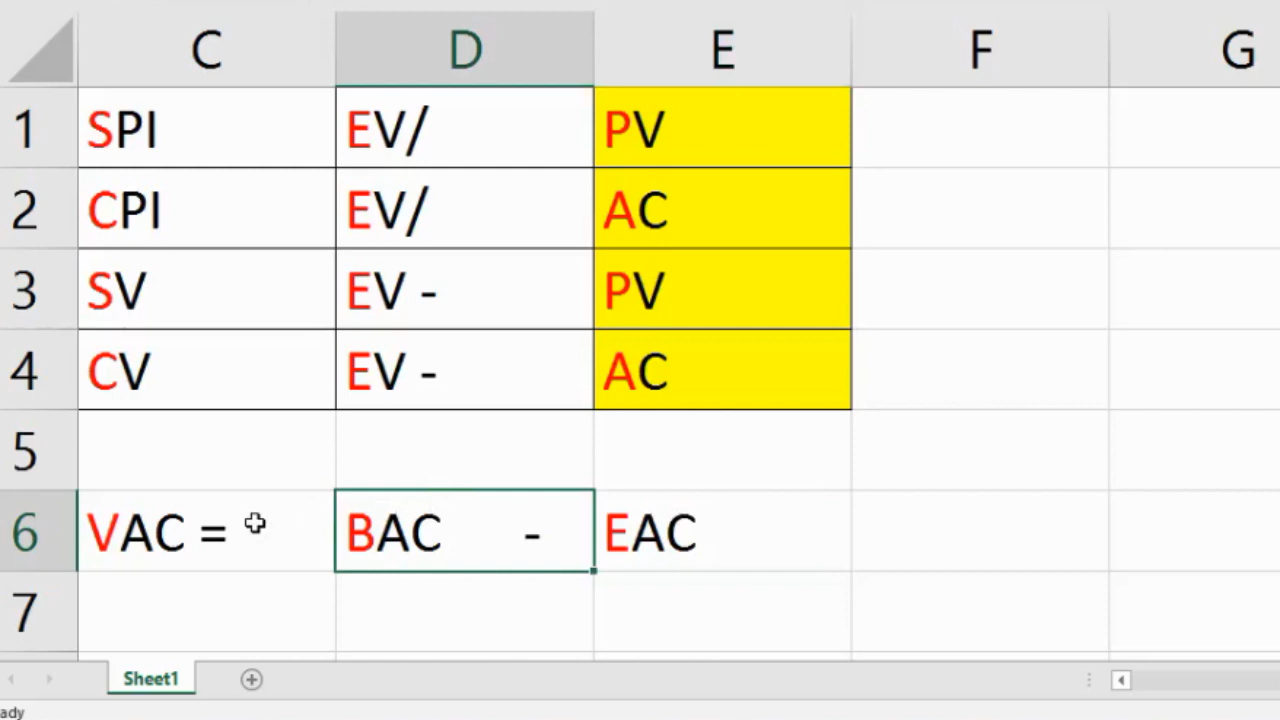 C D E F G
1 SPI EV/ PV
2 CPI EV/ AC
3 SV EV - PV
4 CV EV - AC
5
6 VAC = BAC - EAC
7
Sheet1
ady